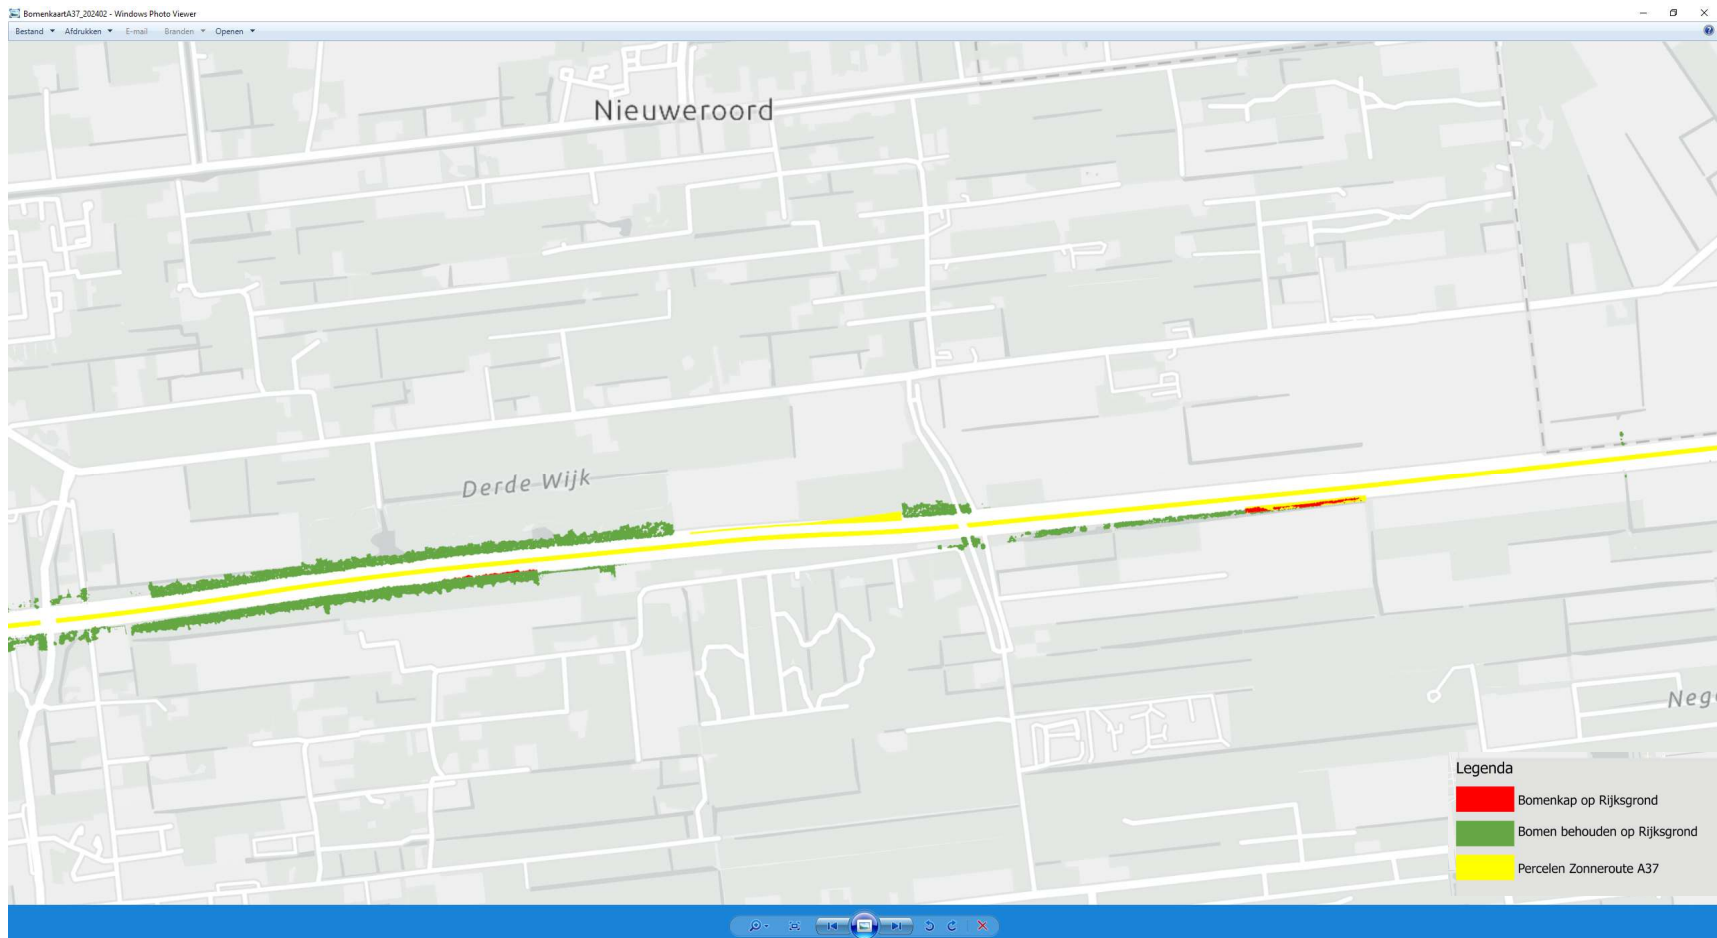 BomenkaartA37_202402 - Windows Photo Viewer
Bestand Afdrukken E-mail Branden Openen
Nieuweroord
Derde Wijk
Neg
Legenda
Bomenkap op Rijksgrond
Bomen behouden op Rijksgrond
Percelen Zonneroute A37